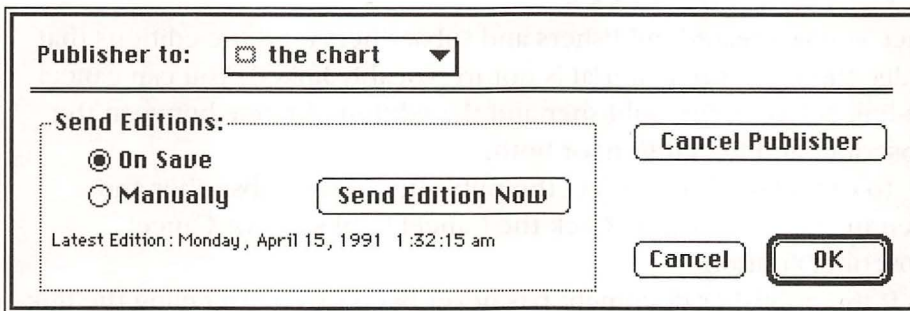 Publisher to: the chart
Send Editions:
On Save
Manually
Send Edition Now
Latest Edition: Monday, April 15, 1991 1:32:15 am
Cancel Publisher
Cancel
OK